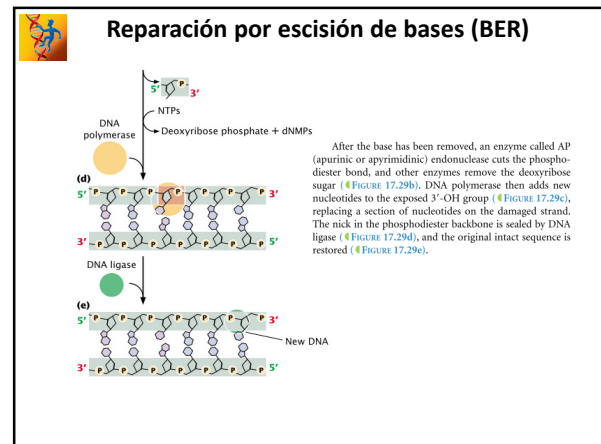 Reparación por escisión de bases (BER)
5’ P 3’
NTPs
Deoxyribose phosphate + dNMPs
DNA
polymerase
(d)
5’ P P P P P P P 3’
3’ P P P P P P P 5’
DNA ligase
(e)
5’ P P P P P P P 3’
New DNA
3’ P P P P P P P 5’
After the base has been removed, an enzyme called AP
(apurinic or apyrimidinic) endonuclease cuts the phospho-
diester bond, and other enzymes remove the deoxyribose
sugar (FIGURE 17.29b). DNA polymerase then adds new
nucleotides to the exposed 3′-OH group (FIGURE 17.29c),
replacing a section of nucleotides on the damaged strand.
The nick in the phosphodiester backbone is sealed by DNA
ligase (FIGURE 17.29d), and the original intact sequence is
restored (FIGURE 17.29e).